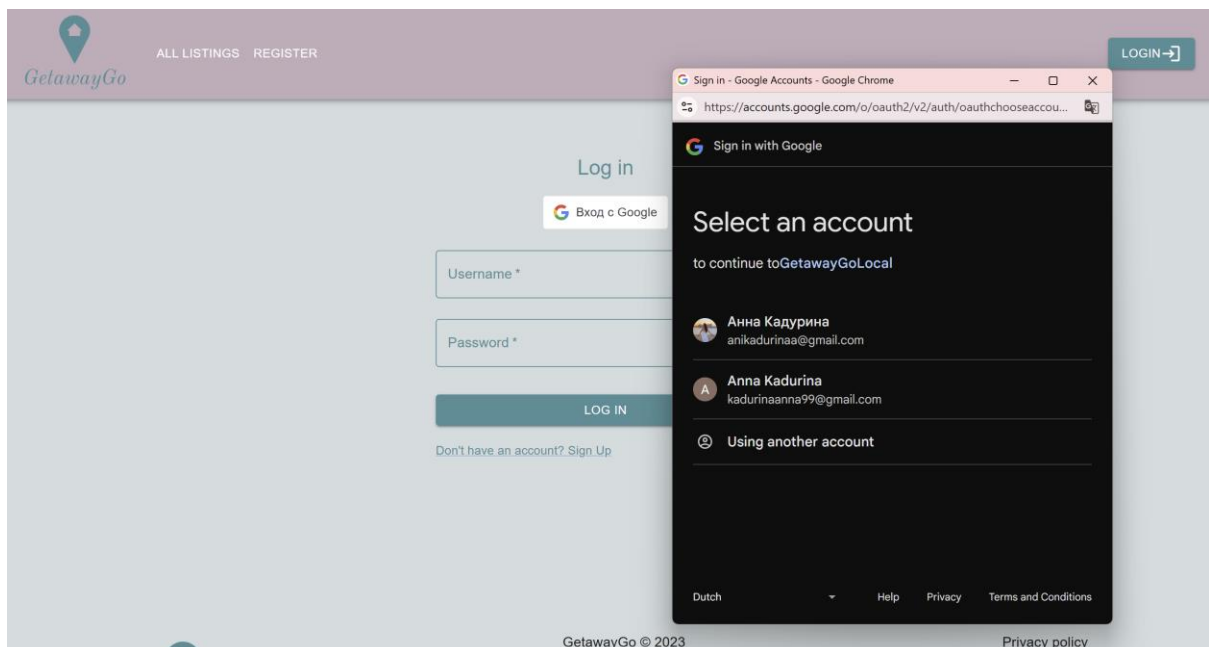 GetawayGo
ALL LISTINGS REGISTER
LOGIN
Log in
Вход с Google
Username *
Password *
LOG IN
Don't have an account? Sign Up
GetawayGo © 2023
Privacy policy
Sign in - Google Accounts - Google Chrome
https://accounts.google.com/o/oauth2/v2/auth/oauthchooseaccou...
Sign in with Google
Select an account
to continue toGetawayGoLocal
Анна Кадурина
anikadurinaa@gmail.com
A
Anna Kadurina
kadurinaanna99@gmail.com
Using another account
Dutch
Help Privacy Terms and Conditions